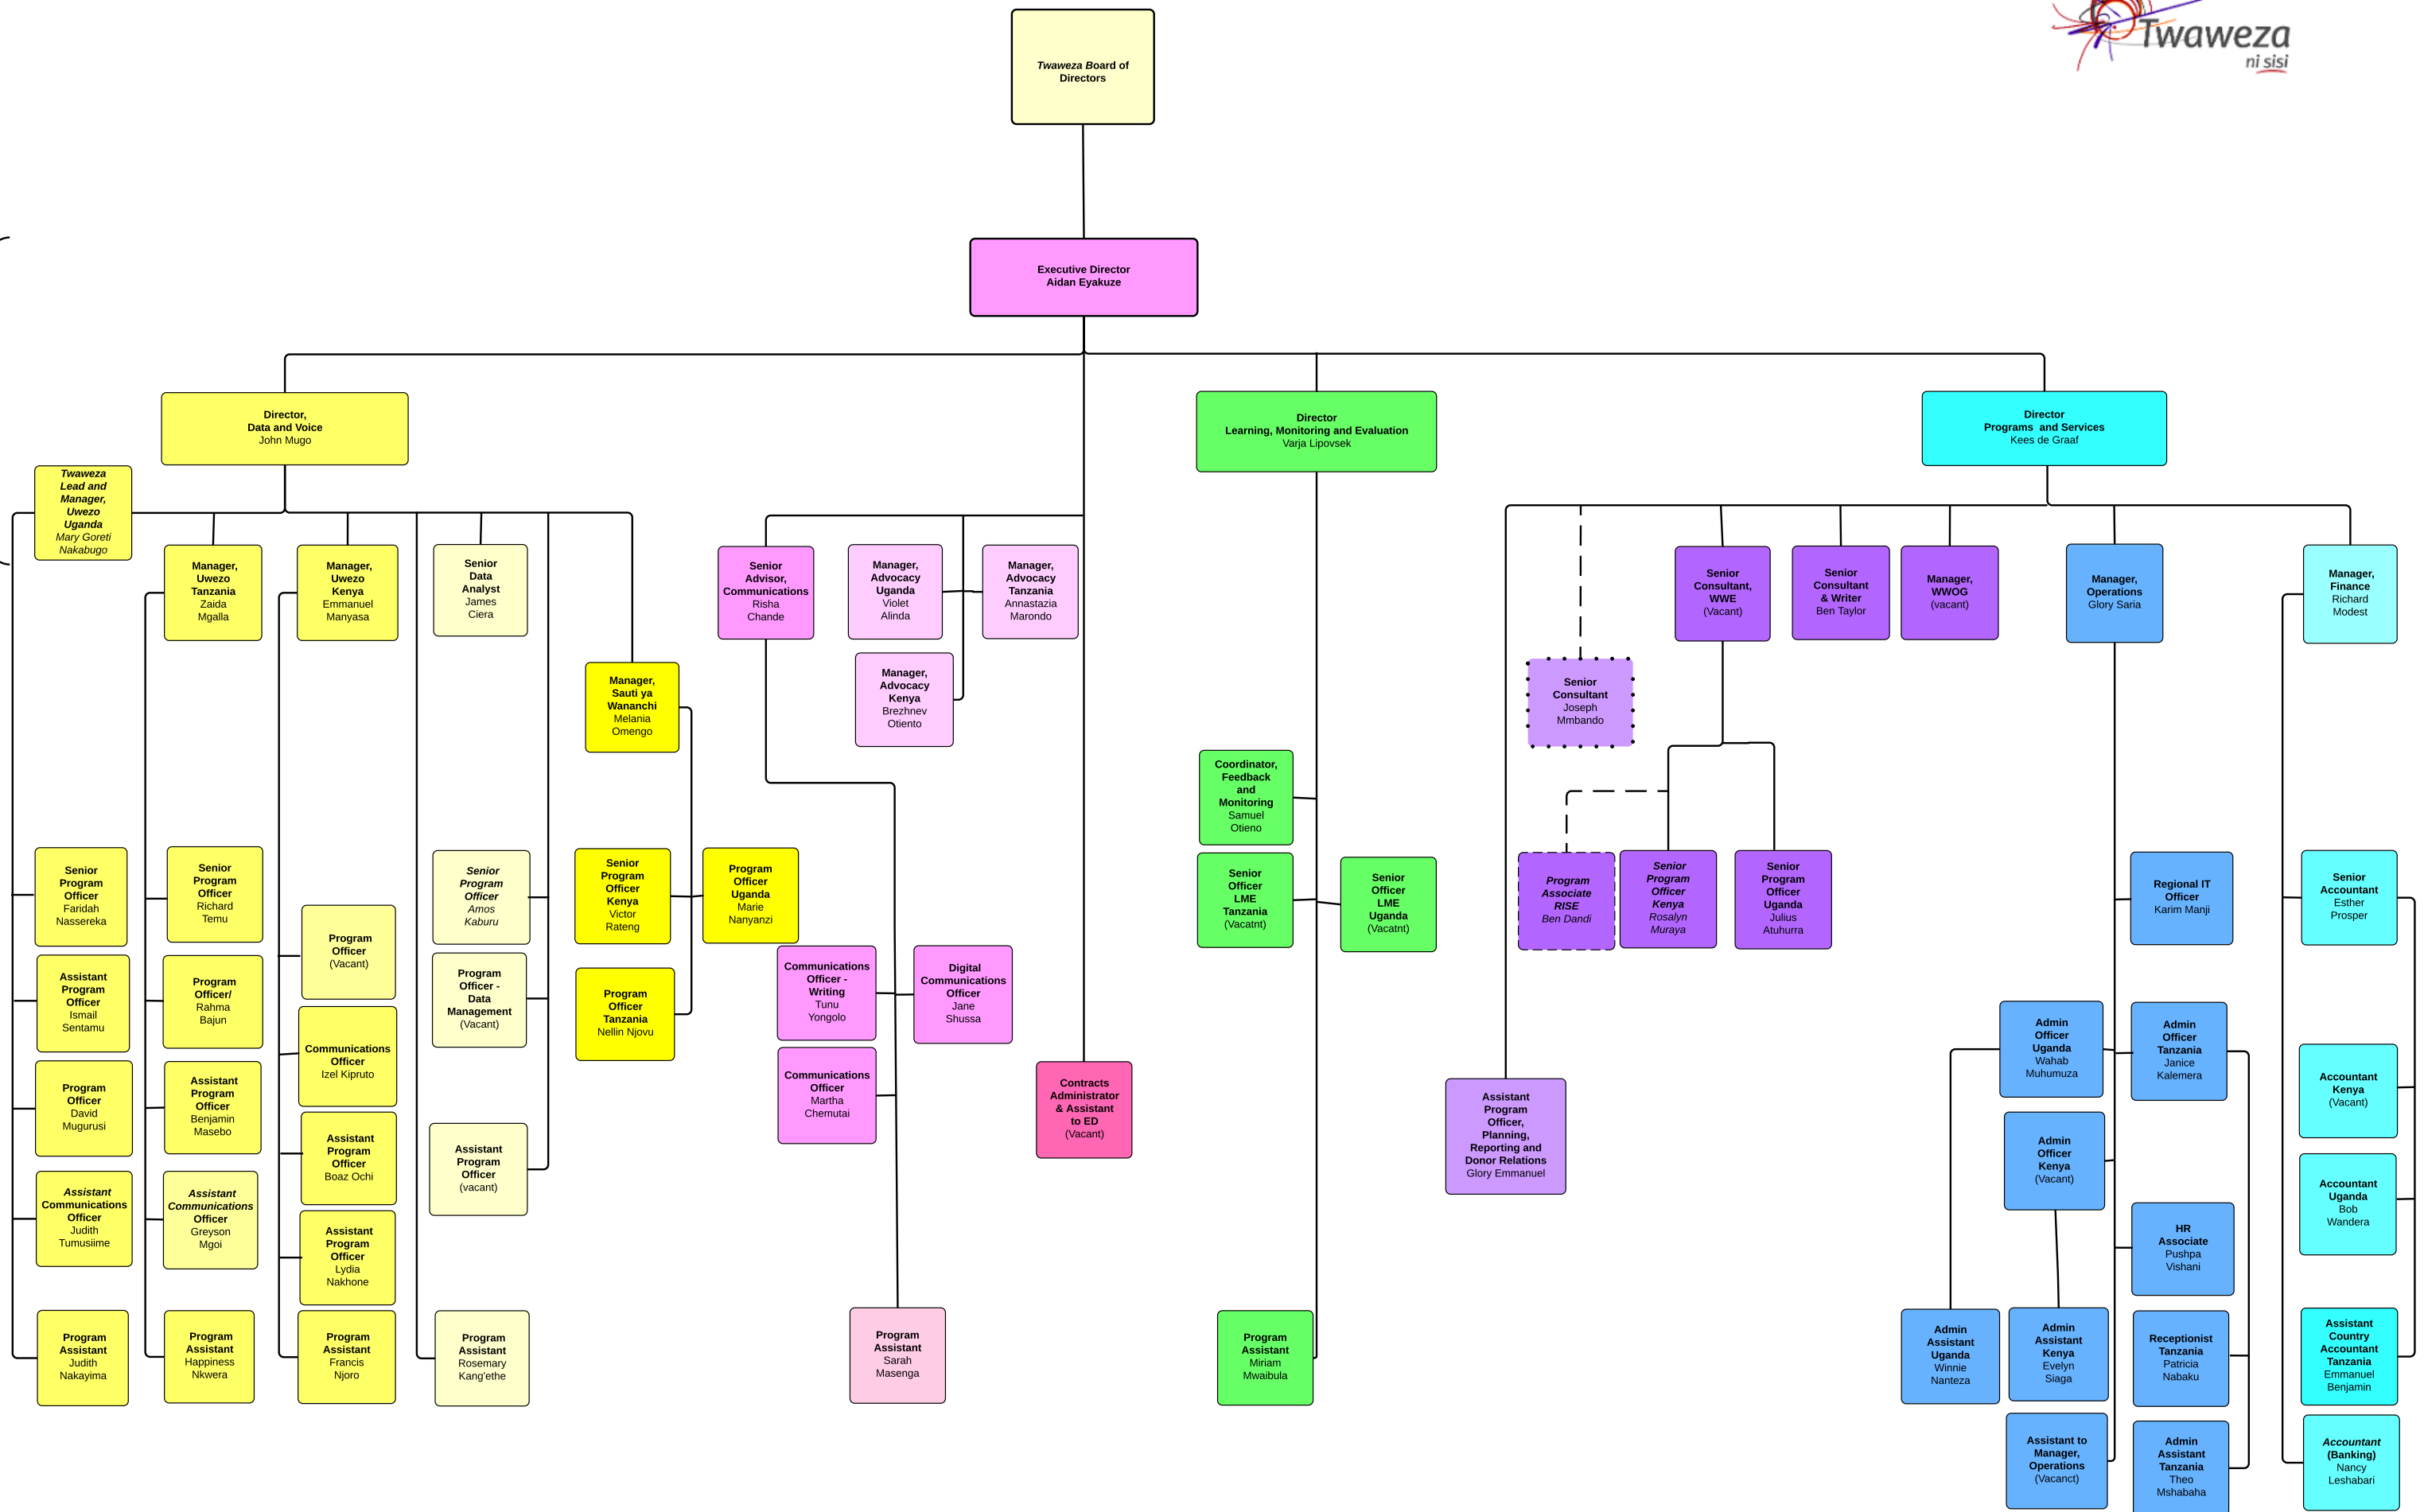 Twaweza
ni sisi
Twaweza Board of
Directors
Executive Director
Aidan Eyakuze
Director,
Data and Voice
John Mugo
Director
Learning, Monitoring and Evaluation
Varja Lipovsek
Director
Programs and Services
Kees de Graaf
Twaweza
Lead and
Manager,
Uwezo
Uganda
Mary Goreti
Nakabugo
Manager,
Uwezo
Tanzania
Zaida
Mgalla
Manager,
Uwezo
Kenya
Emmanuel
Manyasa
Senior
Data
Analyst
James
Ciera
Manager,
Sauti ya
Wananchi
Melania
Omengo
Senior
Advisor,
Communications
Risha
Chande
Manager,
Advocacy
Uganda
Violet
Alinda
Manager,
Advocacy
Tanzania
Annastazia
Marondo
Manager,
Advocacy
Kenya
Brezhnev
Otiento
Senior
Consultant
Joseph
Mmbando
Senior
Consultant,
WWE
(Vacant)
Senior
Consultant
& Writer
Ben Taylor
Manager,
WWOG
(vacant)
Manager,
Operations
Glory Saria
Manager,
Finance
Richard
Modest
Coordinator,
Feedback
and
Monitoring
Samuel
Otieno
Senior
Program
Officer
Faridah
Nassereka
Senior
Program
Officer
Richard
Temu
Program
Officer
(Vacant)
Senior
Program
Officer
Amos
Kaburu
Senior
Program
Officer
Kenya
Victor
Rateng
Program
Officer
Uganda
Marie
Nanyanzi
Senior
Officer
LME
Tanzania
(Vacatnt)
Senior
Officer
LME
Uganda
(Vacatnt)
Program
Associate
RISE
Ben Dandi
Senior
Program
Officer
Kenya
Rosalyn
Muraya
Senior
Program
Officer
Uganda
Julius
Atuhurra
Regional IT
Officer
Karim Manji
Senior
Accountant
Esther
Prosper
Assistant
Program
Officer
Ismail
Sentamu
Program
Officer/
Rahma
Bajun
Communications
Officer
Izel Kipruto
Program
Officer -
Data
Management
(Vacant)
Program
Officer
Tanzania
Nellin Njovu
Communications
Officer -
Writing
Tunu
Yongolo
Digital
Communications
Officer
Jane
Shussa
Admin
Officer
Uganda
Wahab
Muhumuza
Admin
Officer
Tanzania
Janice
Kalemera
Accountant
Kenya
(Vacant)
Program
Officer
David
Mugurusi
Assistant
Program
Officer
Benjamin
Masebo
Assistant
Program
Officer
Boaz Ochi
Assistant
Program
Officer
(vacant)
Communications
Officer
Martha
Chemutai
Contracts
Administrator
& Assistant
to ED
(Vacant)
Assistant
Program
Officer,
Planning,
Reporting and
Donor Relations
Glory Emmanuel
Admin
Officer
Kenya
(Vacant)
Accountant
Uganda
Bob
Wandera
Assistant
Communications
Officer
Judith
Tumusiime
Assistant
Communications
Officer
Greyson
Mgoi
Assistant
Program
Officer
Lydia
Nakhone
HR
Associate
Pushpa
Vishani
Program
Assistant
Judith
Nakayima
Program
Assistant
Happiness
Nkwera
Program
Assistant
Francis
Njoro
Program
Assistant
Rosemary
Kang'ethe
Program
Assistant
Sarah
Masenga
Program
Assistant
Miriam
Mwaibula
Admin
Assistant
Uganda
Winnie
Nanteza
Admin
Assistant
Kenya
Evelyn
Siaga
Receptionist
Tanzania
Patricia
Nabaku
Assistant
Country
Accountant
Tanzania
Emmanuel
Benjamin
Assistant to
Manager,
Operations
(Vacanct)
Admin
Assistant
Tanzania
Theo
Mshabaha
Accountant
(Banking)
Nancy
Leshabari